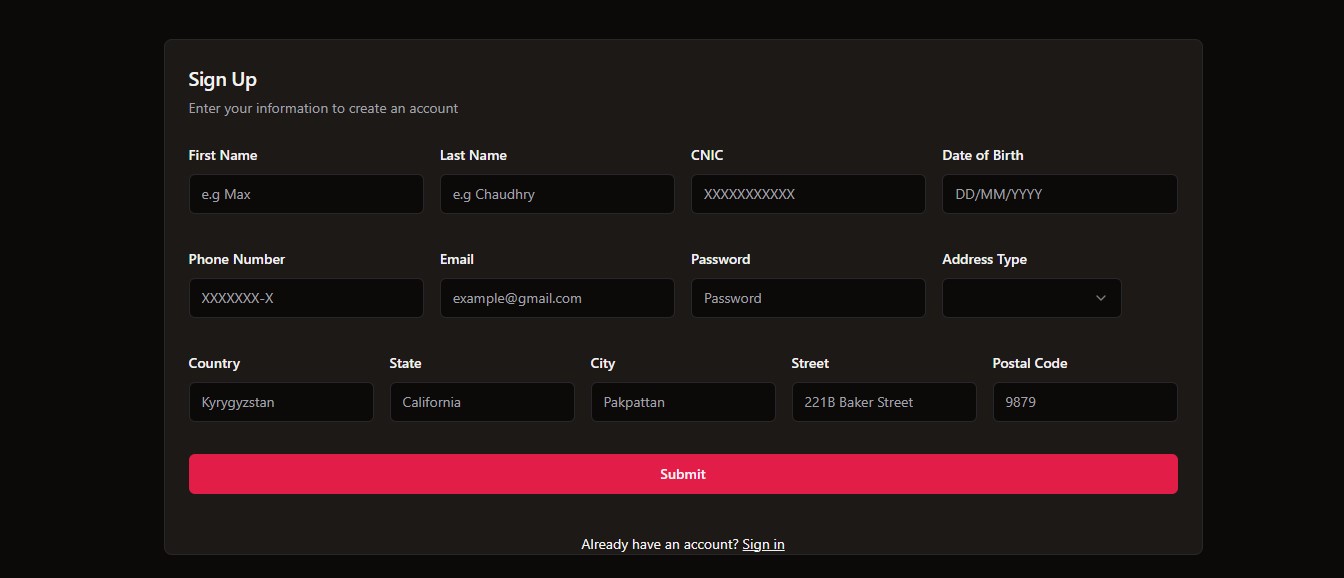 Sign Up
Enter your information to create an account
First Name Last Name CNIC Date of Birth
e.g Max e.g Chaudhry XXXXXXXXXXX DD/MM/YYYY
Phone Number Email Password Address Type
XXXXXXX-X example@gmail.com Password
Country State City Street Postal Code
Kyrygyzstan California Pakpattan 221B Baker Street 9879
Submit
Already have an account? Sign in